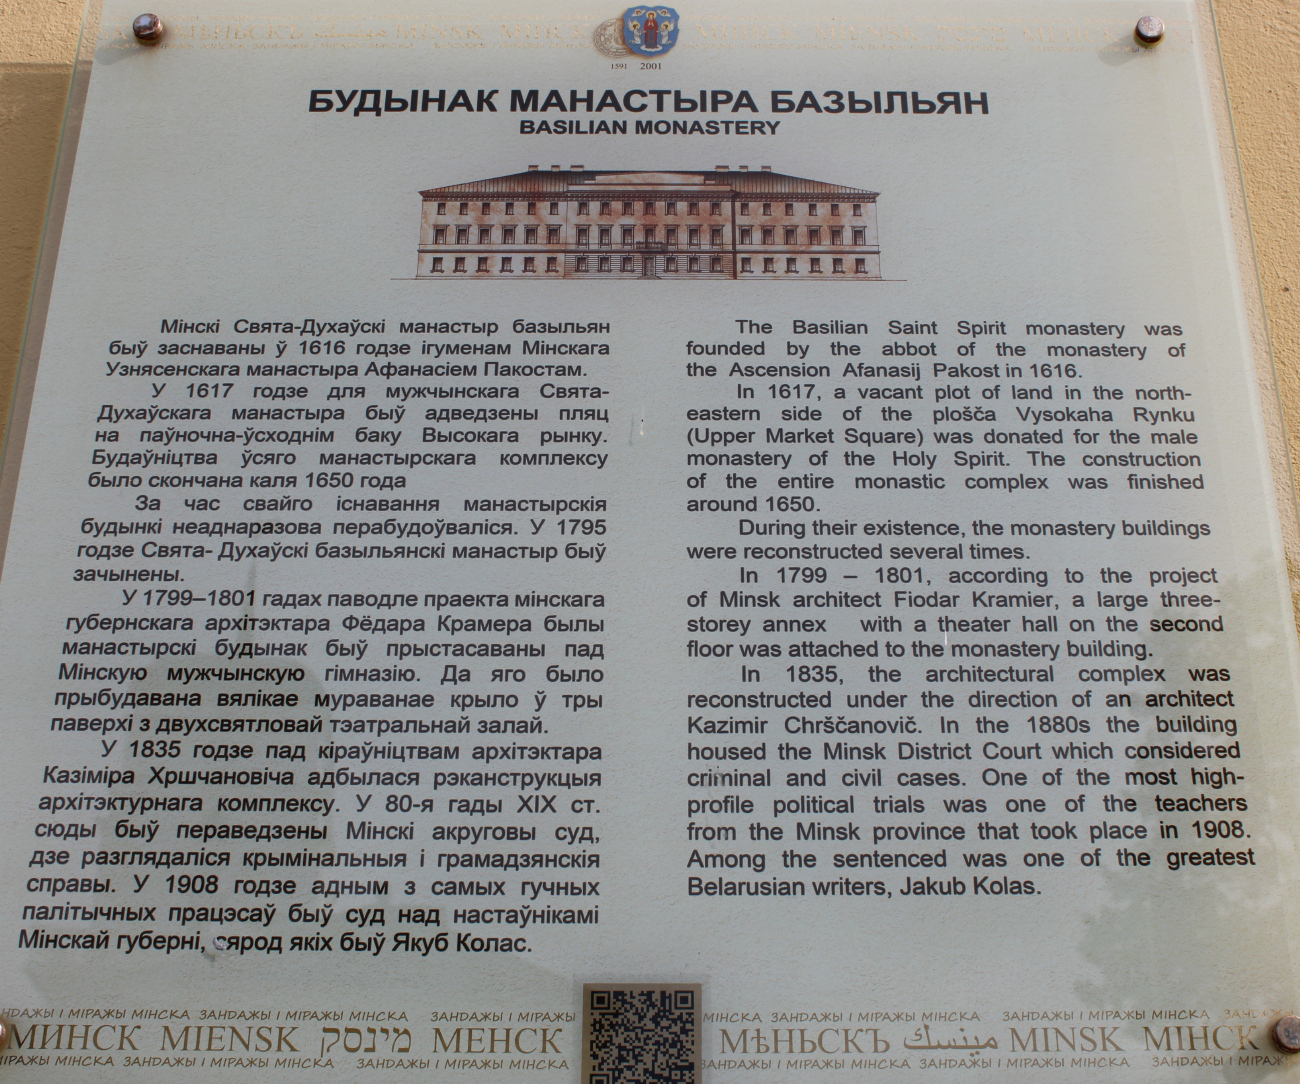 МІНСК МЕНЬСКЪ MINSK МИНСК
1591 2001
БУДЫНАК МАНАСТЫРА БАЗЫЛЬЯН
BASILIAN MONASTERY
Мінскі Свята-Духаўскі манастыр базыльян
быў заснаваны ў 1616 годзе ігуменам Мінскага
Узнясенскага манастыра Афанасіем Пакостам.
У 1617 годзе для мужчынскага Свята-
Духаўскага манастыра быў адведзены пляц
на паўночна-ўсходнім баку Высокага рынку.
Будаўніцтва ўсяго манастырскага комплексу
было скончана каля 1650 года
За час свайго існавання манастырскія
будынкі неаднаразова перабудоўваліся. У 1795
годзе Свята- Духаўскі базыльянскі манастыр быў
зачынены.
У 1799–1801 гадах паводле праекта мінскага
губернскага архітэктара Фёдара Крамера былы
манастырскі будынак быў прыстасаваны пад
Мінскую мужчынскую гімназію. Да яго было
прыбудавана вялікае мураванае крыло ў тры
паверхі з двухсвятловай тэатральнай залай.
У 1835 годзе пад кіраўніцтвам архітэктара
Казіміра Хршчановіча адбылася рэканструкцыя
архітэктурнага комплексу. У 80-я гады XIX ст.
сюды быў пераведзены Мінскі акруговы суд,
дзе разглядаліся крымінальныя і грамадзянскія
справы. У 1908 годзе адным з самых гучных
палітычных працэсаў быў суд над настаўнікамі
Мінскай губерні, сярод якіх быў Якуб Колас.
The Basilian Saint Spirit monastery was
founded by the abbot of the monastery of
the Ascension Afanasij Pakost in 1616.
In 1617, a vacant plot of land in the north-
eastern side of the plošča Vysokaha Rynku
(Upper Market Square) was donated for the male
monastery of the Holy Spirit. The construction
of the entire monastic complex was finished
around 1650.
During their existence, the monastery buildings
were reconstructed several times.
In 1799 – 1801, according to the project
of Minsk architect Fiodar Kramier, a large three-
storey annex with a theater hall on the second
floor was attached to the monastery building.
In 1835, the architectural complex was
reconstructed under the direction of an architect
Kazimir Chrščanovič. In the 1880s the building
housed the Minsk District Court which considered
criminal and civil cases. One of the most high-
profile political trials was one of the teachers
from the Minsk province that took place in 1908.
Among the sentenced was one of the greatest
Belarusian writers, Jakub Kolas.
НДАЖЫ І МІРАЖЫ МІНСКА ЗАНДАЖЫ І МІРАЖЫ МІНСКА ЗАНДАЖЫ І МІРАЖЫ МІНСКА ЗАНДАЖЫ І МІРАЖЫ МІНСКА ЗАНДАЖЫ І
МИНСК MIENSK מינסק МЕНСК МѢНЬСКЪ مينسك MINSK МІНСК
МІРАЖЫ МІНСКА ЗАНДАЖЫ І МІРАЖЫ МІНСКА ЗАНДАЖЫ І МІРАЖЫ МІНСКА ЗАНДАЖЫ І МІРАЖЫ МІНСКА ЗАНДАЖЫ І МІРАЖЫ МІНСКА ЗАНДАЖЫ І МІРАЖЫ